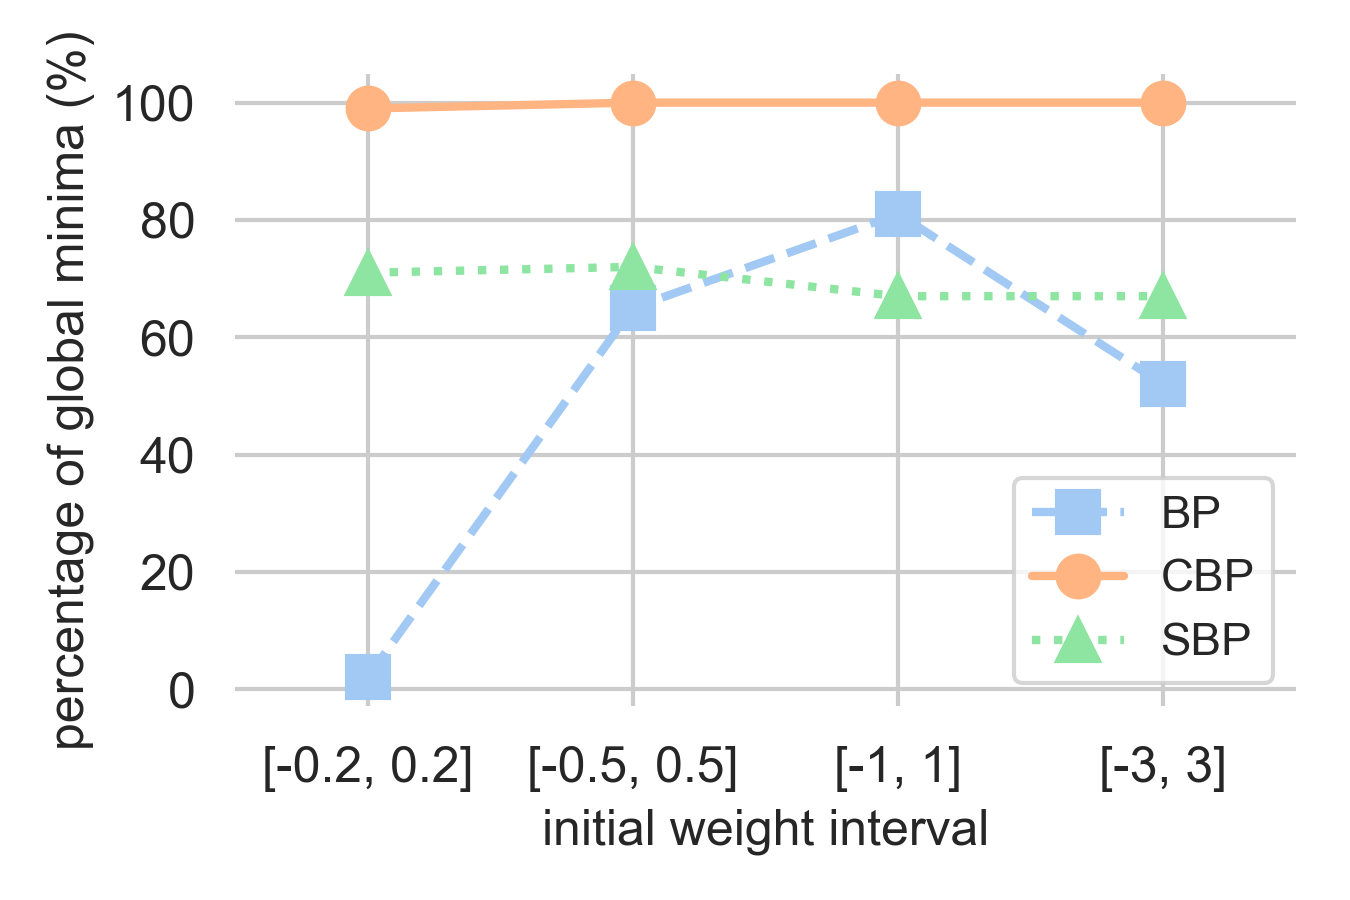 percentage of global minima (%)
100
80
60
40
20
0
BP
CBP
SBP
[-0.2, 0.2] [-0.5, 0.5] [-1, 1] [-3, 3]
initial weight interval